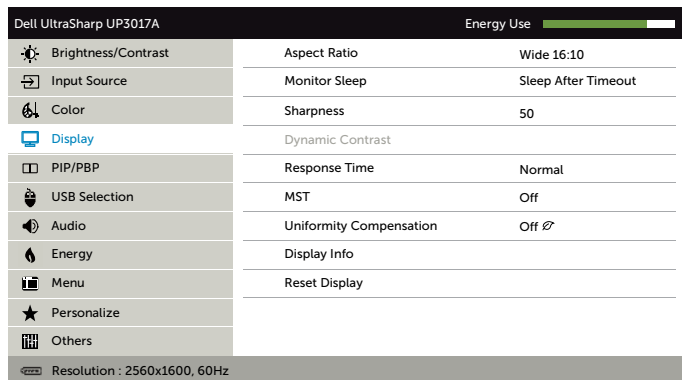 Dell UltraSharp UP3017A Energy Use
Brightness/Contrast Aspect Ratio Wide 16:10
Input Source Monitor Sleep Sleep After Timeout
Color Sharpness 50
Display Dynamic Contrast
PIP/PBP Response Time Normal
USB Selection MST Off
Audio Uniformity Compensation Off
Energy Display Info
Menu Reset Display
Personalize
Others
Resolution : 2560x1600, 60Hz